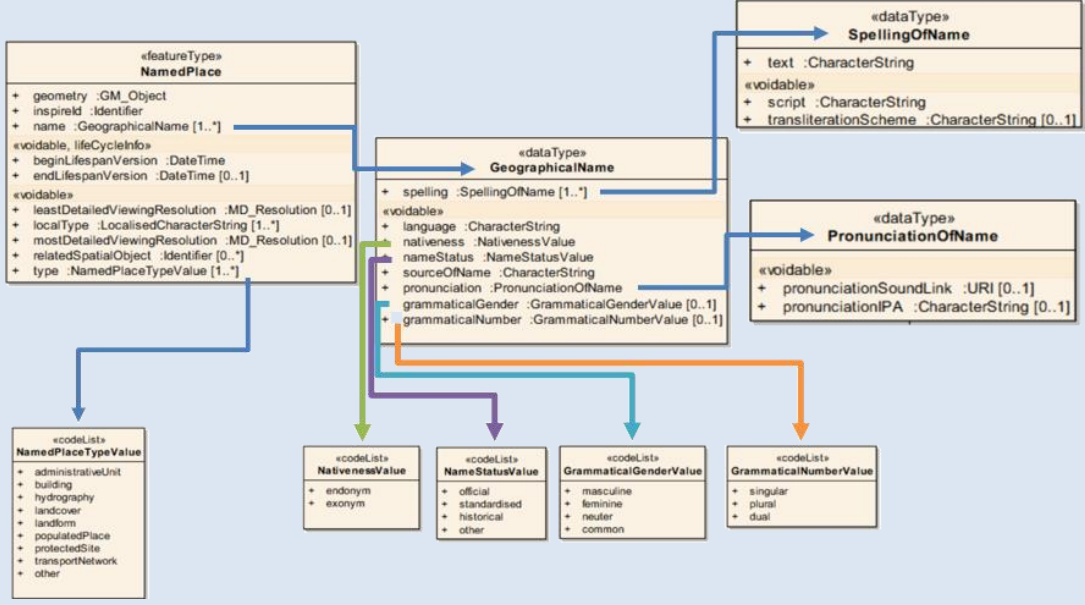 «featureType»
NamedPlace
+ geometry :GM_Object
+ inspireId :Identifier
+ name :GeographicalName [1..*]
«voidable, lifeCycleInfo»
+ beginLifespanVersion :DateTime
+ endLifespanVersion :DateTime [0..1]
«voidable»
+ leastDetailedViewingResolution :MD_Resolution [0..1]
+ localType :LocalisedCharacterString [1..*]
+ mostDetailedViewingResolution :MD_Resolution [0..1]
+ relatedSpatialObject :Identifier [0..*]
+ type :NamedPlaceTypeValue [1..*]
«dataType»
GeographicalName
+ spelling :SpellingOfName [1..*]
«voidable»
+ language :CharacterString
+ nativeness :NativenessValue
+ nameStatus :NameStatusValue
+ sourceOfName :CharacterString
+ pronunciation :PronunciationOfName
+ grammaticalGender :GrammaticalGenderValue [0..1]
+ grammaticalNumber :GrammaticalNumberValue [0..1]
«dataType»
SpellingOfName
+ text :CharacterString
«voidable»
+ script :CharacterString
+ transliterationScheme :CharacterString [0..1]
«dataType»
PronunciationOfName
«voidable»
+ pronunciationSoundLink :URI [0..1]
+ pronunciationIPA :CharacterString [0..1]
«codeList»
NamedPlaceTypeValue
+ administrativeUnit
+ building
+ hydrography
+ landcover
+ landform
+ populatedPlace
+ protectedSite
+ transportNetwork
+ other
«codeList»
NativenessValue
+ endonym
+ exonym
«codeList»
NameStatusValue
+ official
+ standardised
+ historical
+ other
«codeList»
GrammaticalGenderValue
+ masculine
+ feminine
+ neuter
+ common
«codeList»
GrammaticalNumberValue
+ singular
+ plural
+ dual